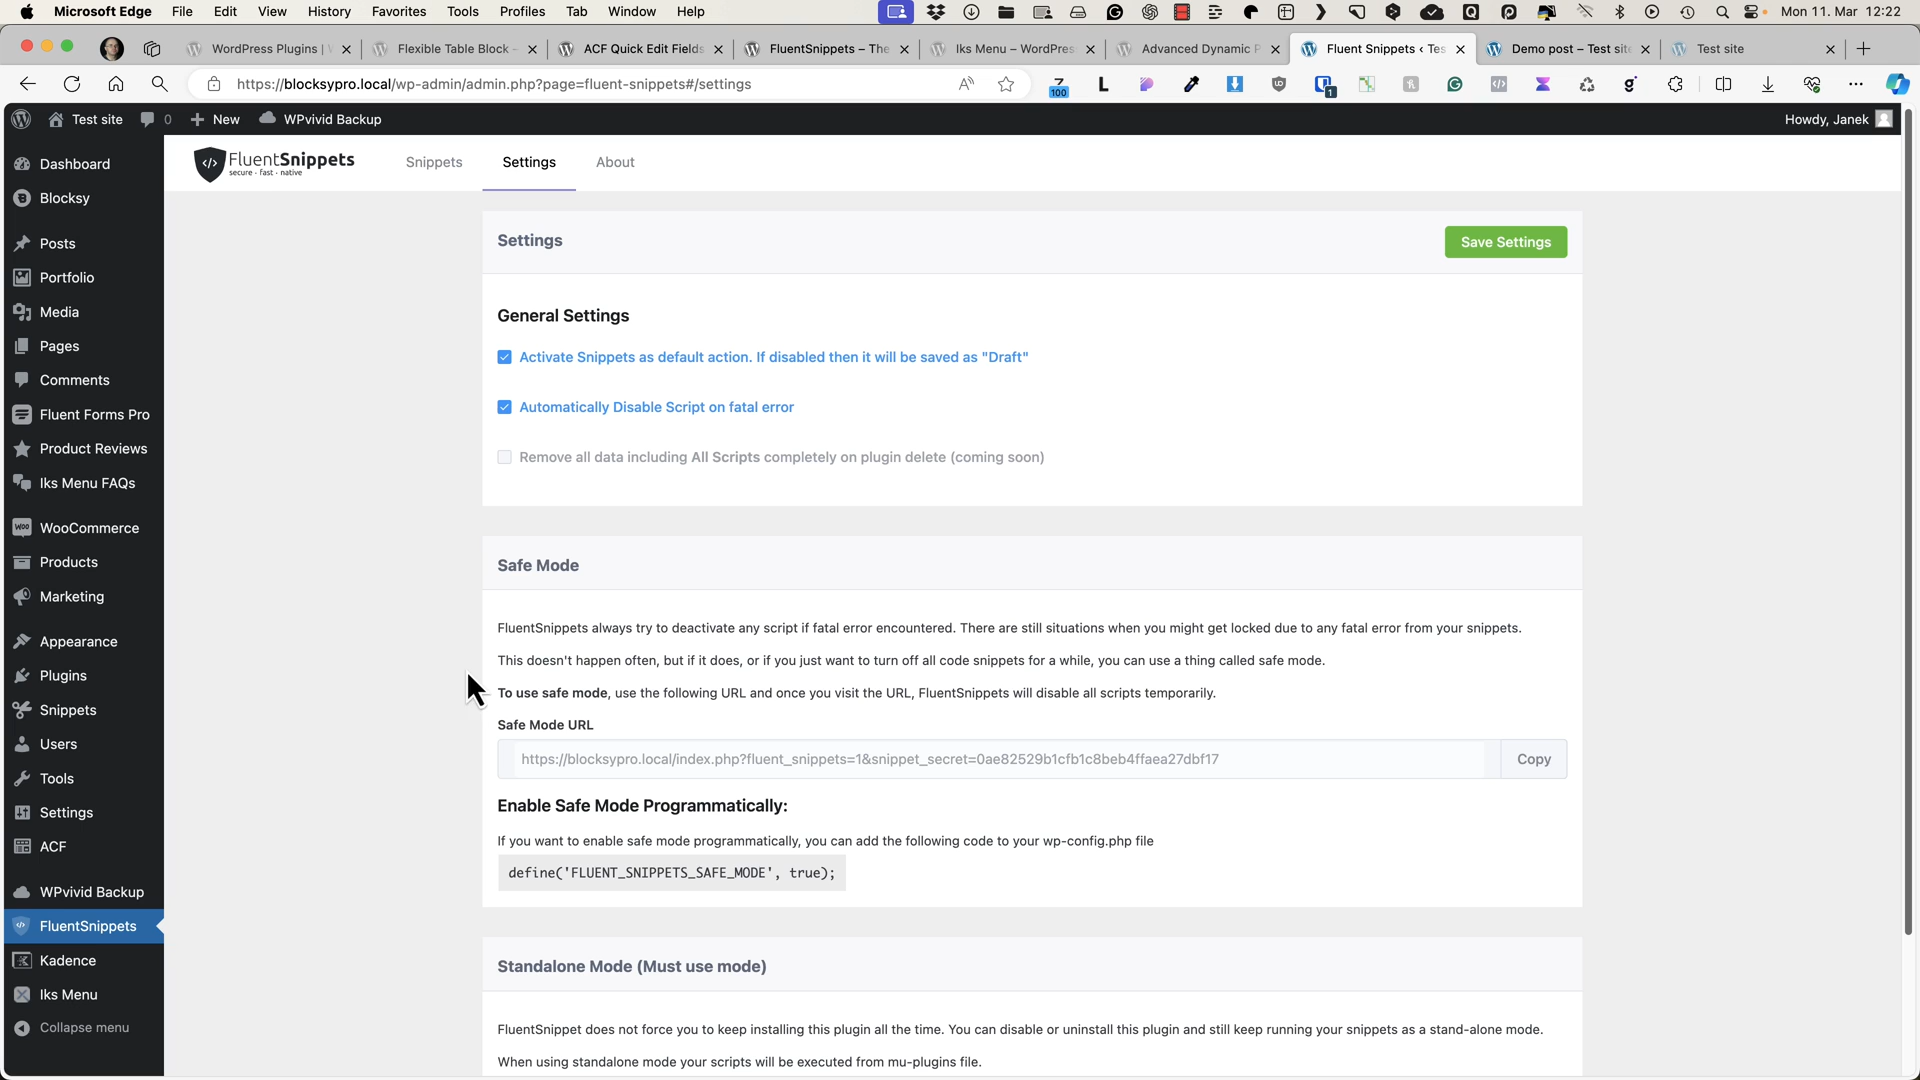 Microsoft Edge File Edit View History Favorites Tools Profiles Tab Window Help Mon 11. Mar 12:22
WordPress Plugins | Flexible Table Block - ACF Quick Edit Fields FluentSnippets – The Iks Menu – WordPres Advanced Dynamic P Fluent Snippets ‹ Tes Demo post – Test site Test site
https://blocksypro.local/wp-admin/admin.php?page=fluent-snippets#/settings
100
1
Test site 0 New WPvivid Backup Howdy, Janek
FluentSnippets
secure - fast - native
Snippets Settings About
Dashboard
Blocksy
Posts
Portfolio
Media
Pages
Comments
Fluent Forms Pro
Product Reviews
Iks Menu FAQs
WooCommerce
Products
Marketing
Appearance
Plugins
Snippets
Users
Tools
Settings
ACF
WPvivid Backup
FluentSnippets
Kadence
Iks Menu
Collapse menu
Settings Save Settings
General Settings
Activate Snippets as default action. If disabled then it will be saved as "Draft"
Automatically Disable Script on fatal error
Remove all data including All Scripts completely on plugin delete (coming soon)
Safe Mode
FluentSnippets always try to deactivate any script if fatal error encountered. There are still situations when you might get locked due to any fatal error from your snippets.
This doesn't happen often, but if it does, or if you just want to turn off all code snippets for a while, you can use a thing called safe mode.
To use safe mode, use the following URL and once you visit the URL, FluentSnippets will disable all scripts temporarily.
Safe Mode URL
https://blocksypro.local/index.php?fluent_snippets=1&snippet_secret=0ae82529b1cfb1c8beb4ffaea27dbf17 Copy
Enable Safe Mode Programmatically:
If you want to enable safe mode programmatically, you can add the following code to your wp-config.php file
define('FLUENT_SNIPPETS_SAFE_MODE', true);
Standalone Mode (Must use mode)
FluentSnippet does not force you to keep installing this plugin all the time. You can disable or uninstall this plugin and still keep running your snippets as a stand-alone mode.
When using standalone mode your scripts will be executed from mu-plugins file.